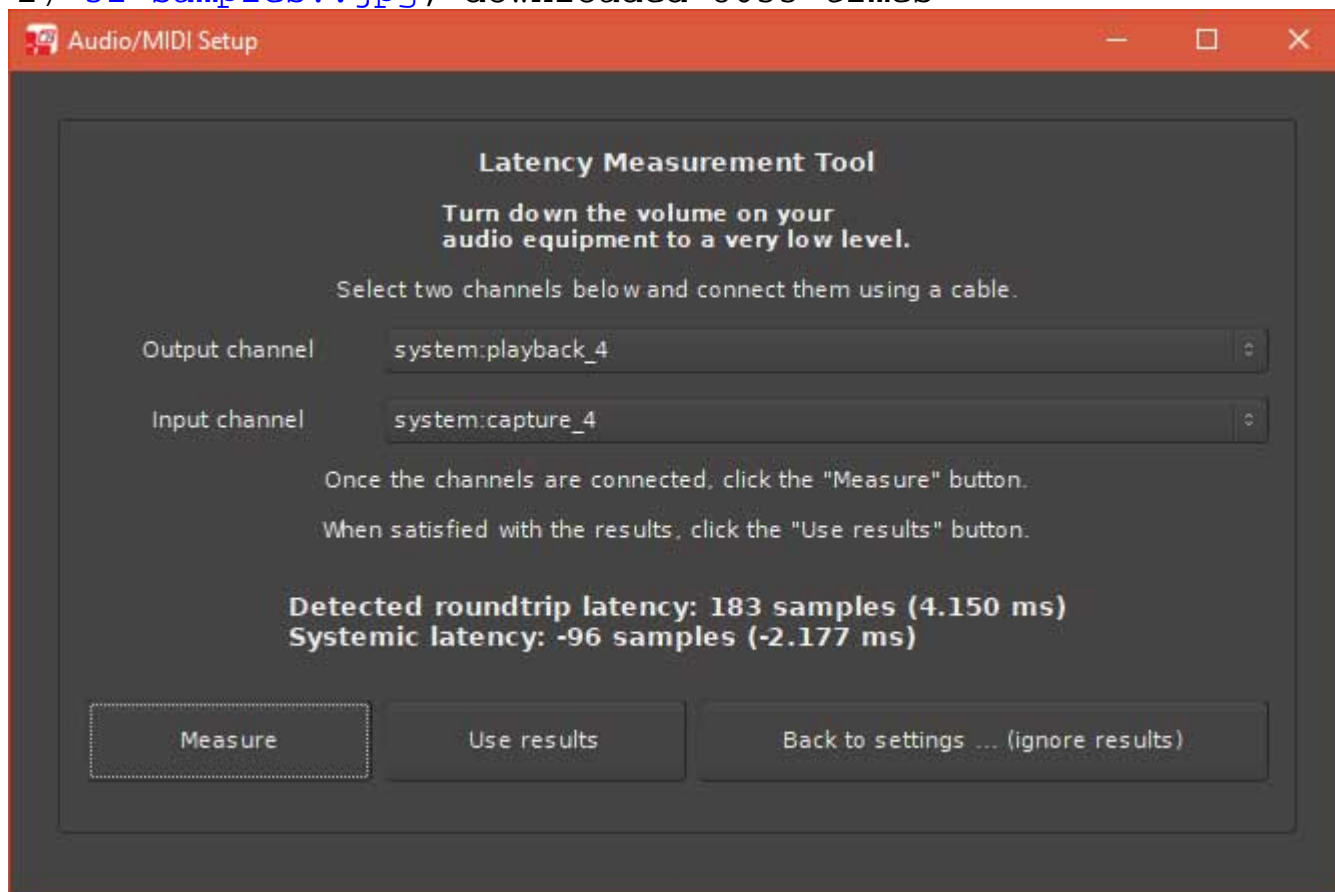 Audio/MIDI Setup
Latency Measurement Tool
Turn down the volume on your
audio equipment to a very low level.
Select two channels below and connect them using a cable.
Output channel system:playback_4
Input channel system:capture_4
Once the channels are connected, click the "Measure" button.
When satisfied with the results, click the "Use results" button.
Detected roundtrip latency: 183 samples (4.150 ms)
Systemic latency: -96 samples (-2.177 ms)
Measure Use results Back to settings ... (ignore results)